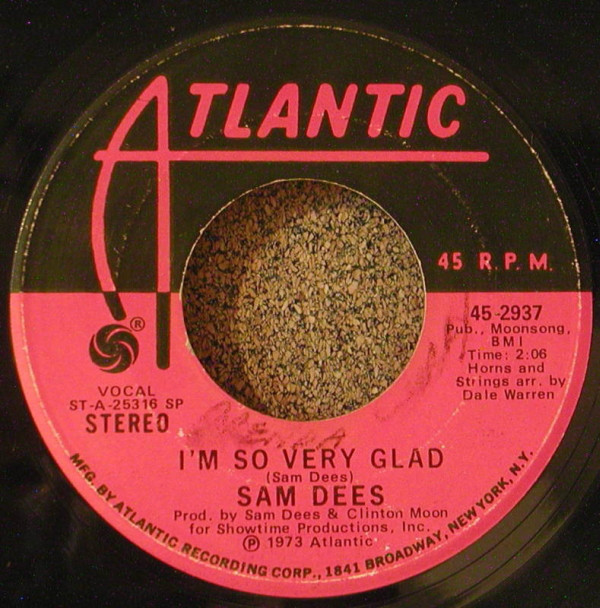 ATLANTIC
45 R.P.M.
45-2937
Pub., Moonsong,
BMI
Time: 2:06
Horns and
Strings arr. by
Dale Warren
®
VOCAL
ST-A-25316 SP
STEREO
I'M SO VERY GLAD
(Sam Dees)
SAM DEES
Prod. by Sam Dees & Clinton Moon
for Showtime Productions, Inc.
℗ 1973 Atlantic
MFG. BY ATLANTIC RECORDING CORP., 1841 BROADWAY, NEW YORK, N.Y.